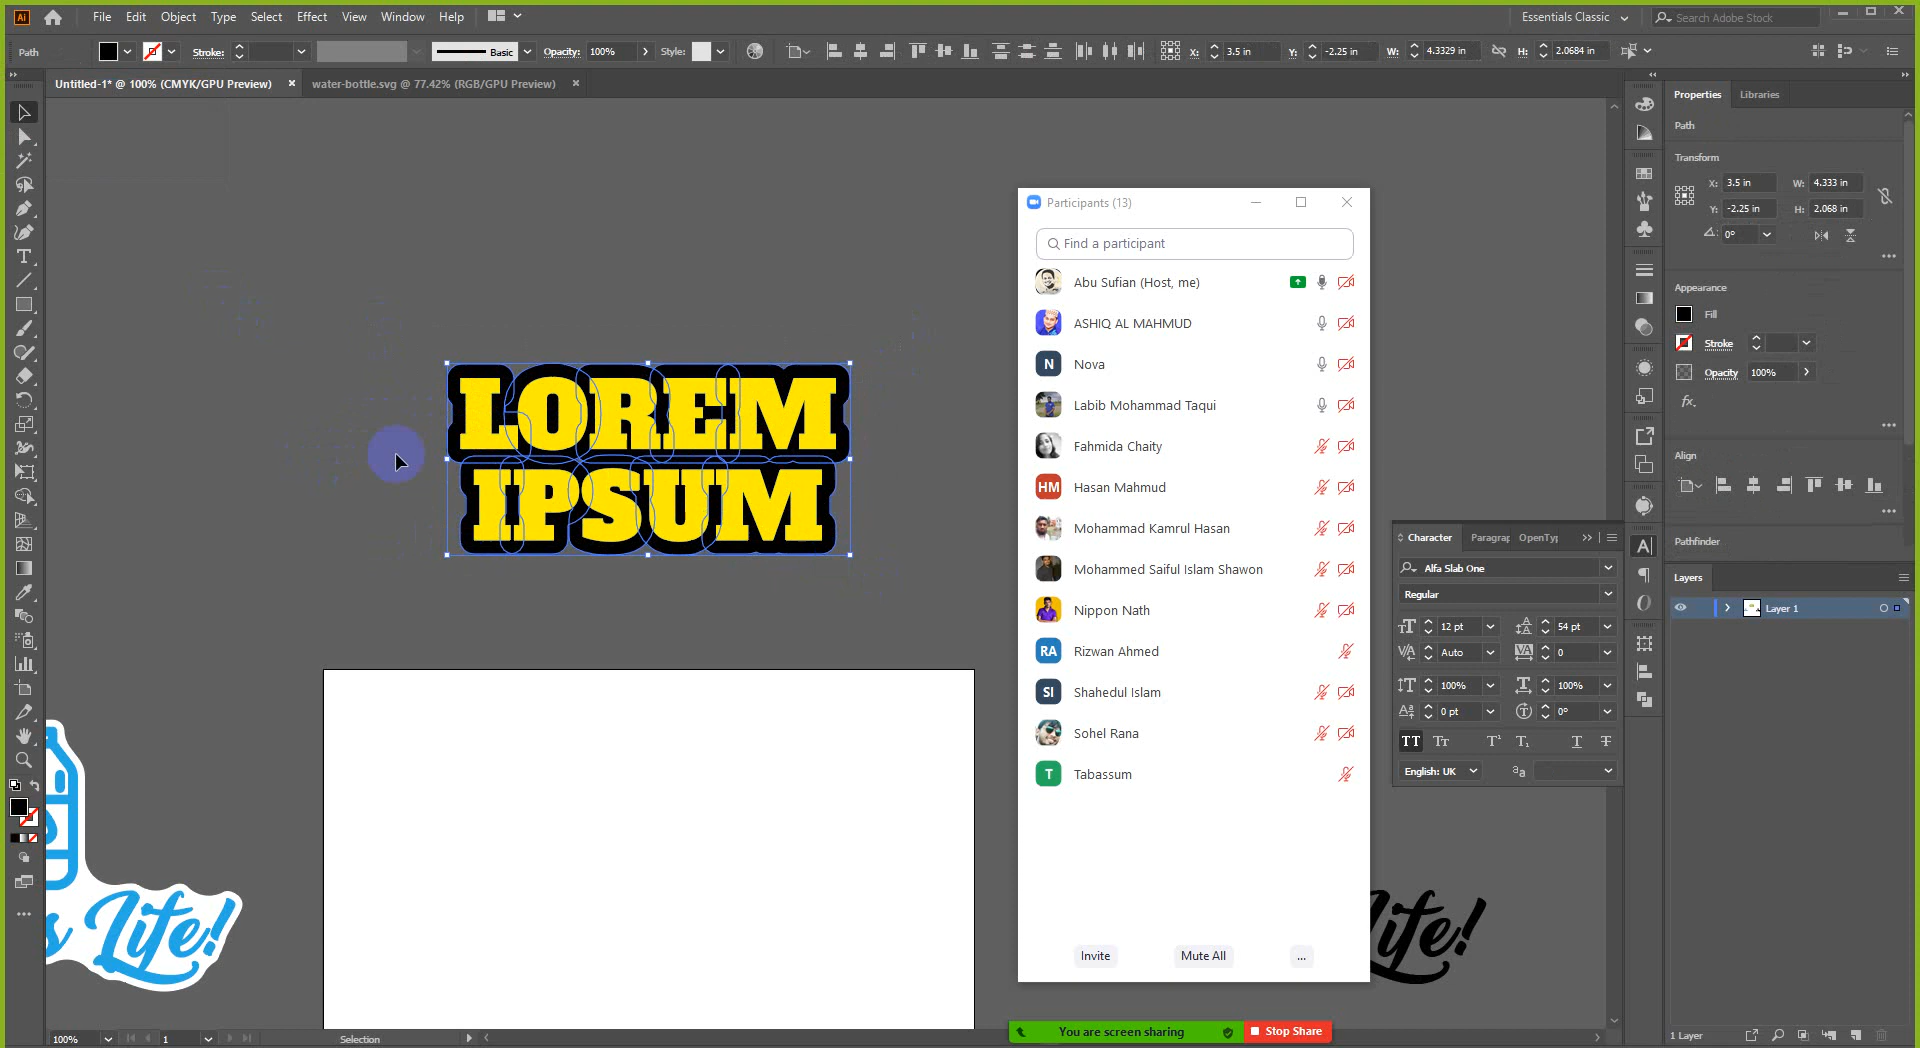 Ai File Edit Object Type Select Effect View Window Help Essentials Classic Search Adobe Stock
Path Stroke: Basic Opacity: 100% Style: X: 3.5 in Y: -2.25 in W: 4.3329 in H: 2.0684 in
Untitled-1* @ 100% (CMYK/GPU Preview) × water-bottle.svg @ 77.42% (RGB/GPU Preview) ×
LOREM
IPSUM
s Life!
life!
Participants (13)
Find a participant
Abu Sufian (Host, me)
ASHIQ AL MAHMUD
N Nova
Labib Mohammad Taqui
Fahmida Chaity
HM Hasan Mahmud
Mohammad Kamrul Hasan
Mohammed Saiful Islam Shawon
Nippon Nath
RA Rizwan Ahmed
SI Shahedul Islam
Sohel Rana
T Tabassum
Invite Mute All ...
You are screen sharing Stop Share
Character Paragrap OpenTyp
Alfa Slab One
Regular
12 pt 54 pt
Auto 0
100% 100%
0 pt 0°
English: UK
Properties Libraries
Path
Transform
X: 3.5 in W: 4.333 in
Y: -2.25 in H: 2.068 in
0°
Appearance
Fill
Stroke
Opacity 100%
fx
Align
Pathfinder
Layers
Layer 1
1 Layer
100% 1 Selection